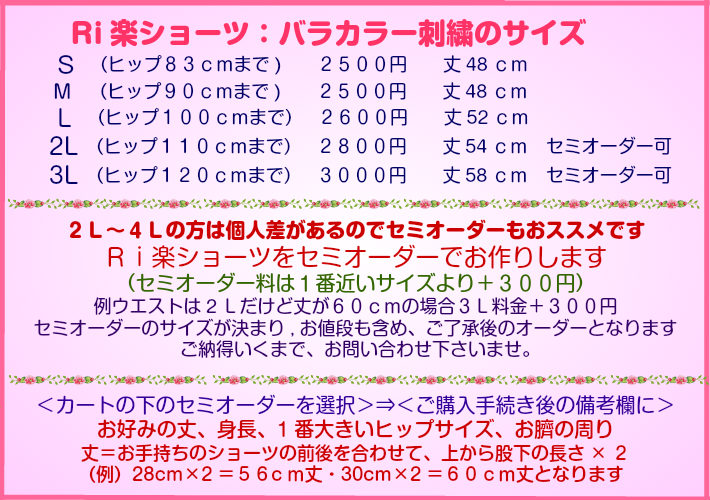 Ri楽ショーツ：バラカラー刺繍のサイズ
S （ヒップ８３ｃｍまで） ２５００円 丈48 ｃｍ
M （ヒップ９０ｃｍまで） ２５００円 丈48 ｃｍ
L （ヒップ１００ｃｍまで） ２６００円 丈52 ｃｍ
2L （ヒップ１１０ｃｍまで） ２８００円 丈54 ｃｍ セミオーダー可
3L （ヒップ１２０ｃｍまで） ３０００円 丈58 ｃｍ セミオーダー可
２Ｌ～４Ｌの方は個人差があるのでセミオーダーもおススメです
Ｒｉ楽ショーツをセミオーダーでお作りします
（セミオーダー料は１番近いサイズより＋３００円）
例ウエストは２Ｌだけど丈が６０ｃｍの場合３Ｌ料金＋３００円
セミオーダーのサイズが決まり，お値段も含め、ご了承後のオーダーとなります
ご納得いくまで、お問い合わせ下さいませ。
＜カートの下のセミオーダーを選択＞⇒＜ご購入手続き後の備考欄に＞
お好みの丈、身長、１番大きいヒップサイズ、お臍の周り
丈＝お手持ちのショーツの前後を合わせて、上から股下の長さ × ２
（例）28cm×２＝５６ｃｍ丈・30cm×２＝６０ｃｍ丈となります